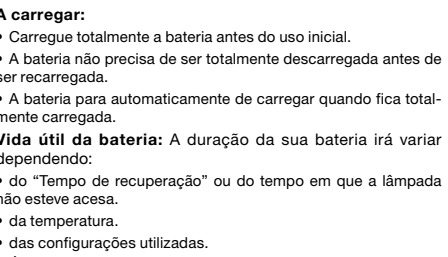 A carregar:
• Carregue totalmente a bateria antes do uso inicial.
• A bateria não precisa de ser totalmente descarregada antes de
ser recarregada.
• A bateria para automaticamente de carregar quando fica total-
mente carregada.
Vida útil da bateria: A duração da sua bateria irá variar
dependendo:
• do “Tempo de recuperação” ou do tempo em que a lâmpada
não esteve acesa.
• da temperatura.
• das configurações utilizadas.